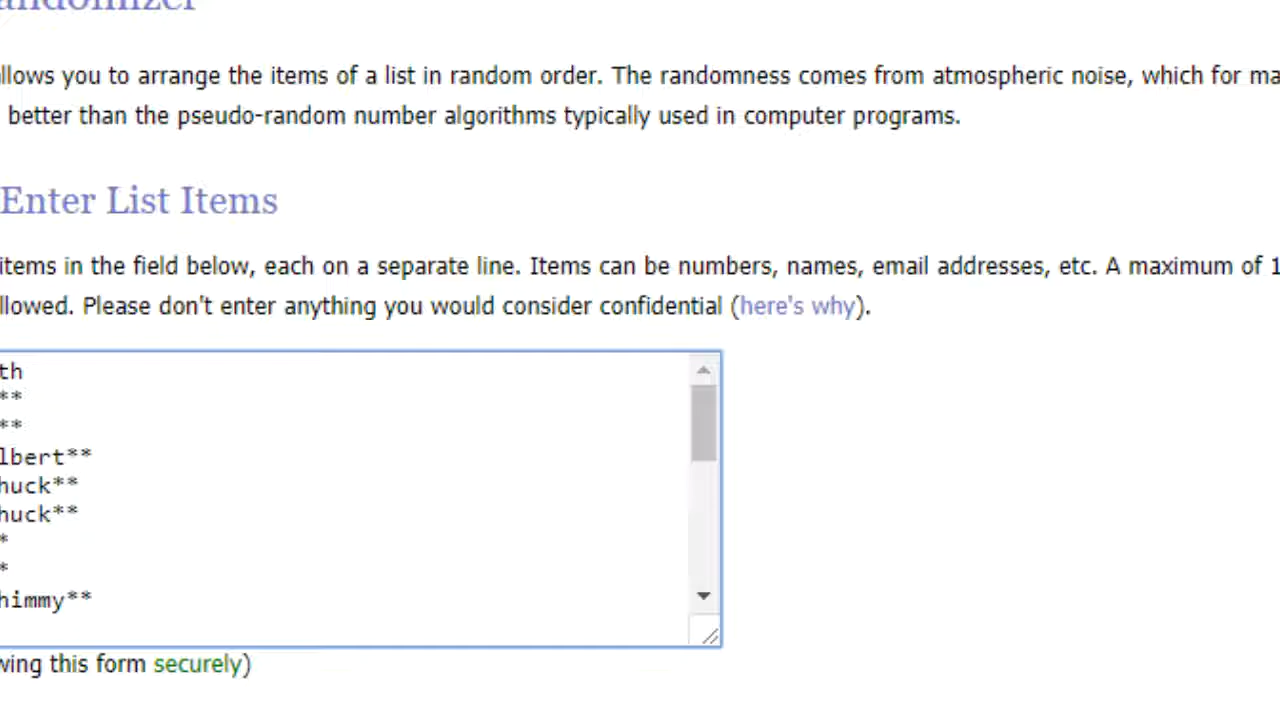 andomizer
llows you to arrange the items of a list in random order. The randomness comes from atmospheric noise, which for ma
better than the pseudo-random number algorithms typically used in computer programs.
Enter List Items
items in the field below, each on a separate line. Items can be numbers, names, email addresses, etc. A maximum of 1
llowed. Please don't enter anything you would consider confidential (here's why).
th
**
**
lbert**
huck**
huck**
*
*
himmy**
wing this form securely)